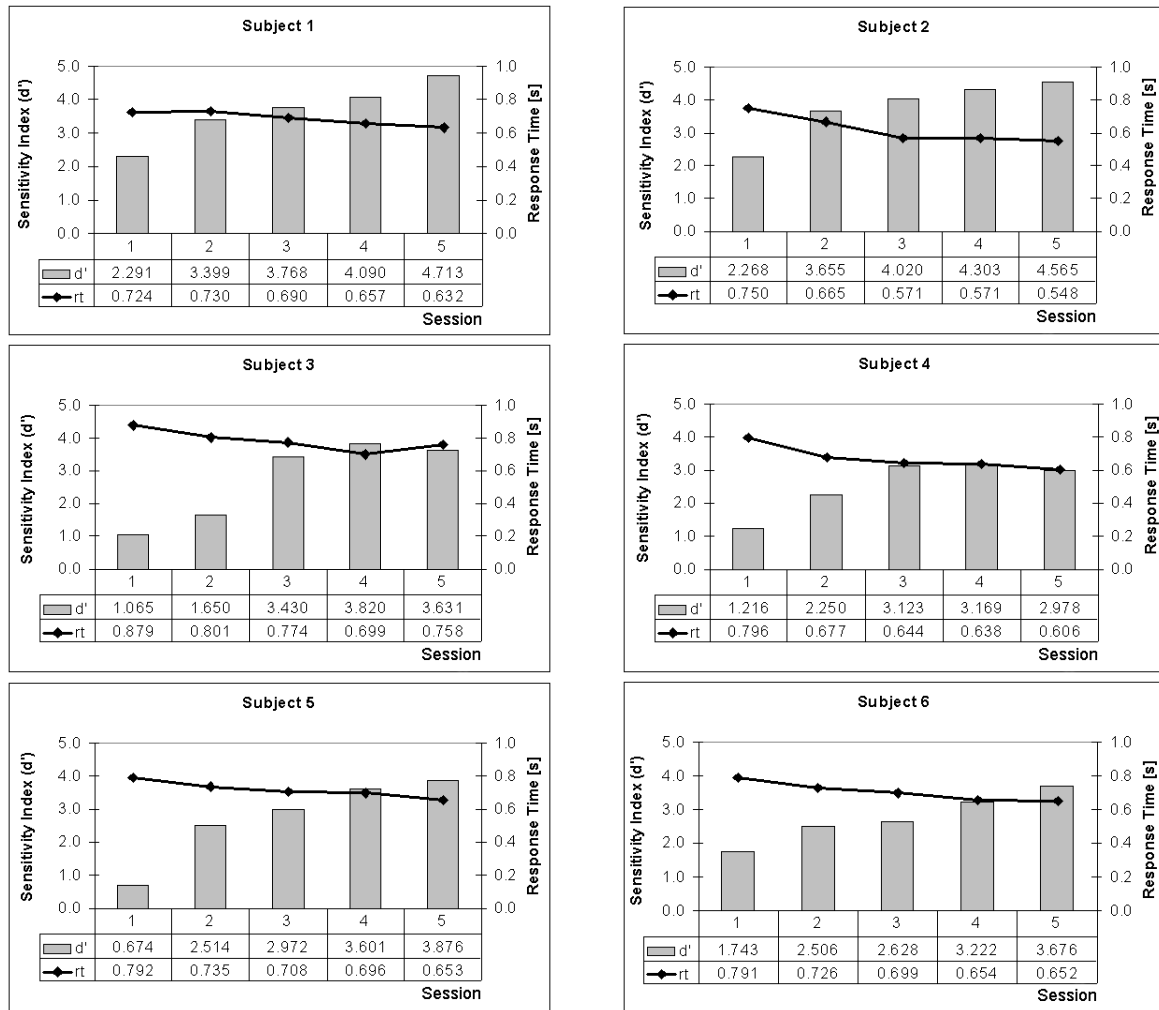 Subject 1
Sensitivity Index (d')
Response Time [s]
5.0 1.0
4.0 0.8
3.0 0.6
2.0 0.4
1.0 0.2
0.0 0.0
1 2 3 4 5
d' 2.291 3.399 3.768 4.090 4.713
rt 0.724 0.730 0.690 0.657 0.632
Session
Subject 2
Sensitivity Index (d')
Response Time [s]
5.0 1.0
4.0 0.8
3.0 0.6
2.0 0.4
1.0 0.2
0.0 0.0
1 2 3 4 5
d' 2.268 3.655 4.020 4.303 4.565
rt 0.750 0.665 0.571 0.571 0.548
Session
Subject 3
Sensitivity Index (d')
Response Time [s]
5.0 1.0
4.0 0.8
3.0 0.6
2.0 0.4
1.0 0.2
0.0 0.0
1 2 3 4 5
d' 1.065 1.650 3.430 3.820 3.631
rt 0.879 0.801 0.774 0.699 0.758
Session
Subject 4
Sensitivity Index (d')
Response Time [s]
5.0 1.0
4.0 0.8
3.0 0.6
2.0 0.4
1.0 0.2
0.0 0.0
1 2 3 4 5
d' 1.216 2.250 3.123 3.169 2.978
rt 0.796 0.677 0.644 0.638 0.606
Session
Subject 5
Sensitivity Index (d')
Response Time [s]
5.0 1.0
4.0 0.8
3.0 0.6
2.0 0.4
1.0 0.2
0.0 0.0
1 2 3 4 5
d' 0.674 2.514 2.972 3.601 3.876
rt 0.792 0.735 0.708 0.696 0.653
Session
Subject 6
Sensitivity Index (d')
Response Time [s]
5.0 1.0
4.0 0.8
3.0 0.6
2.0 0.4
1.0 0.2
0.0 0.0
1 2 3 4 5
d' 1.743 2.506 2.628 3.222 3.676
rt 0.791 0.726 0.699 0.654 0.652
Session